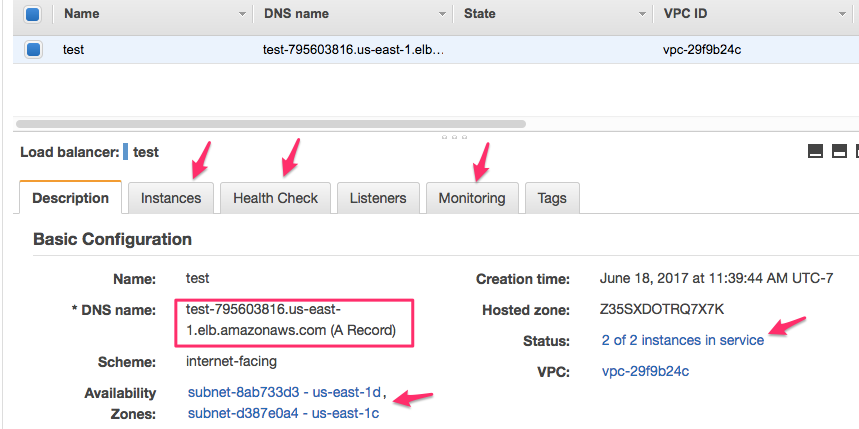 Name DNS name State VPC ID
test test-795603816.us-east-1.elb... vpc-29f9b24c
Load balancer: test
Description Instances Health Check Listeners Monitoring Tags
Basic Configuration
Name: test Creation time: June 18, 2017 at 11:39:44 AM UTC-7
* DNS name: test-795603816.us-east- Hosted zone: Z35SXDOTRQ7X7K
1.elb.amazonaws.com (A Record)
Status: 2 of 2 instances in service
Scheme: internet-facing
VPC: vpc-29f9b24c
Availability subnet-8ab733d3 - us-east-1d,
Zones: subnet-d387e0a4 - us-east-1c